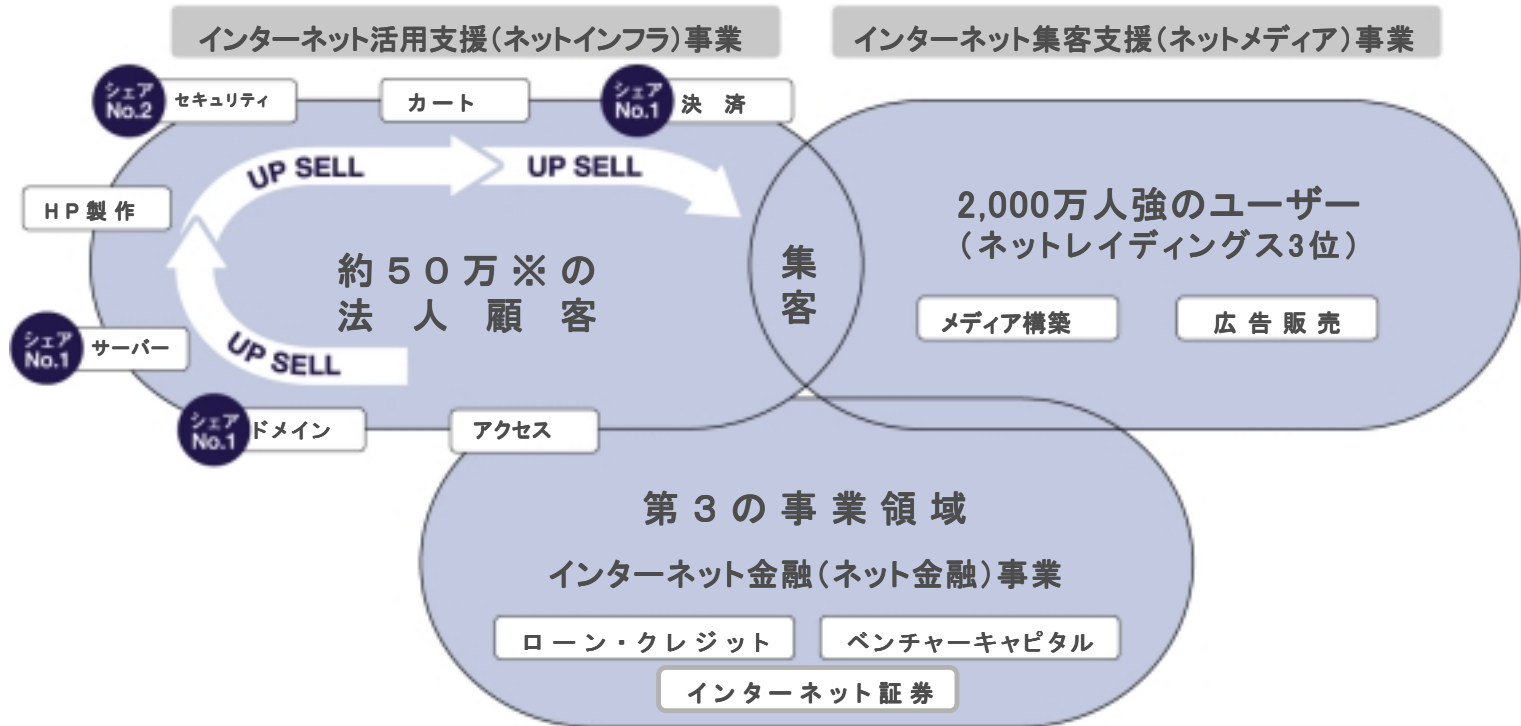 インターネット活用支援(ネットインフラ)事業
インターネット集客支援(ネットメディア)事業
シェア
No.2
セキュリティ
カート
シェア
No.1
決済
UP SELL
UP SELL
HP製作
約50万※の
法人顧客
集
客
2,000万人強のユーザー
(ネットレイディングス3位)
メディア構築
広告販売
シェア
No.1
サーバー
UP SELL
シェア
No.1
ドメイン
アクセス
第3の事業領域
インターネット金融(ネット金融)事業
ローン・クレジット
ベンチャーキャピタル
インターネット証券